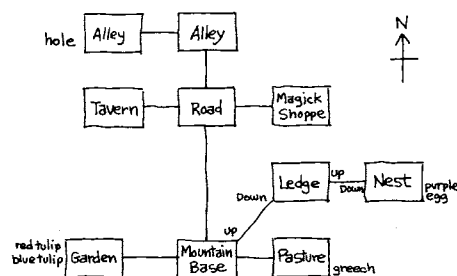 N
hole
Alley
Alley
Tavern
Road
Magick
Shoppe
Ledge
up
Down
Nest
purple
egg
Down
up
red tulip
blue tulip
Garden
Mountain
Base
Pasture
greech